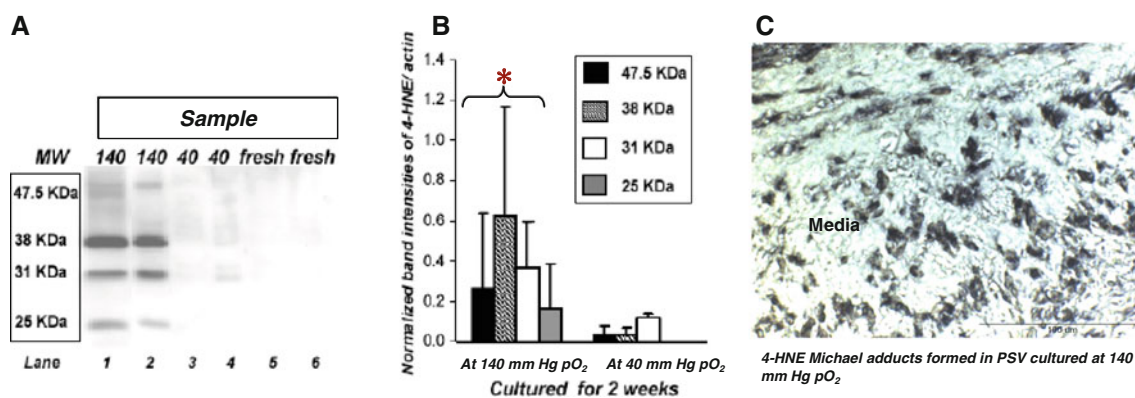 A
Sample
MW 140 140 40 40 fresh fresh
47.5 KDa
38 KDa
31 KDa
25 KDa
Lane 1 2 3 4 5 6
B
Normalized band intensities of 4-HNE/ actin
1.4
1.2
1.0
0.8
0.6
0.4
0.2
0.0
*
47.5 KDa
38 KDa
31 KDa
25 KDa
At 140 mm Hg pO₂ At 40 mm Hg pO₂
Cultured for 2 weeks
C
Media
100 um
4-HNE Michael adducts formed in PSV cultured at 140
mm Hg pO₂